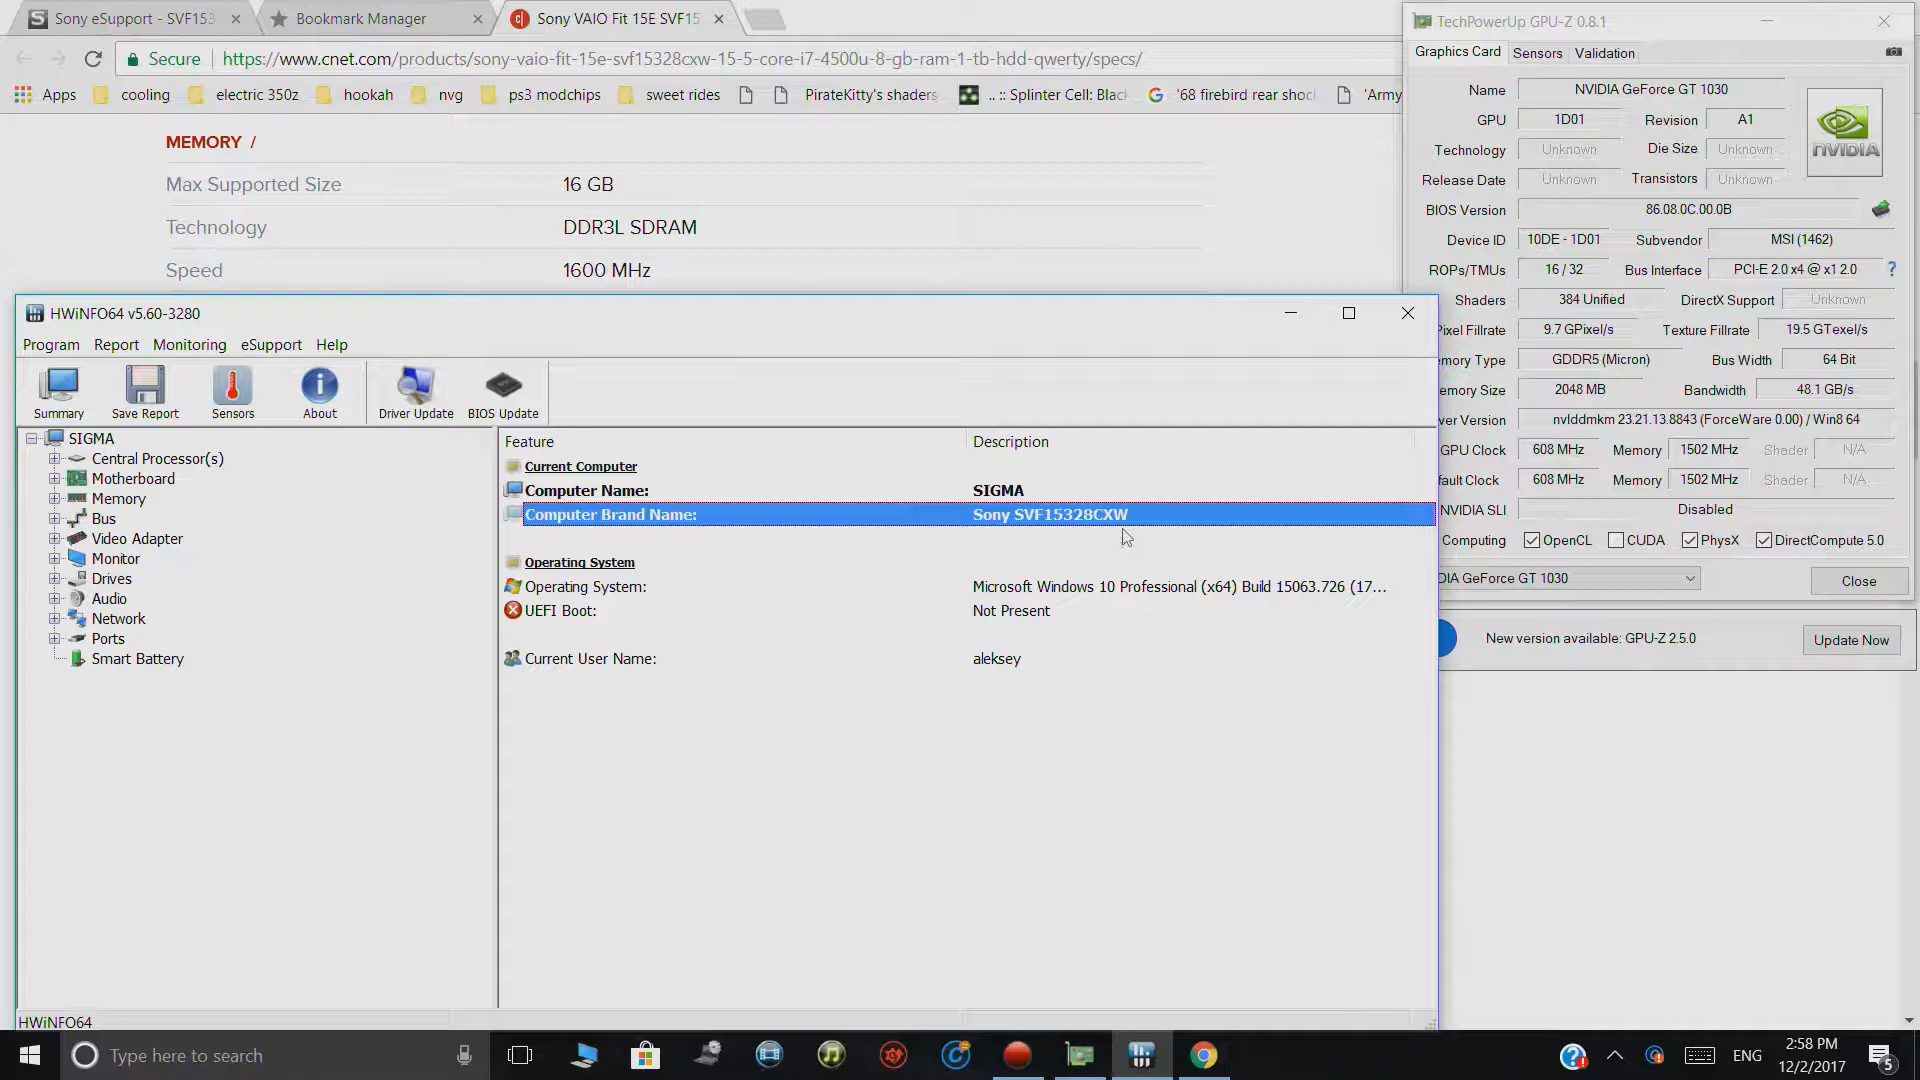 Sony eSupport - SVF153
Bookmark Manager
Sony VAIO Fit 15E SVF15
Secure
https://www.cnet.com/products/sony-vaio-fit-15e-svf15328cxw-15-5-core-i7-4500u-8-gb-ram-1-tb-hdd-qwerty/specs/
Apps cooling electric 350z hookah nvg ps3 modchips sweet rides PirateKitty's shaders .. :: Splinter Cell: Blac '68 firebird rear shoc 'Army
MEMORY /
Max Supported Size 16 GB
Technology DDR3L SDRAM
Speed 1600 MHz
HWiNFO64 v5.60-3280
Program Report Monitoring eSupport Help
Summary Save Report Sensors About Driver Update BIOS Update
SIGMA
Central Processor(s)
Motherboard
Memory
Bus
Video Adapter
Monitor
Drives
Audio
Network
Ports
Smart Battery
Feature Description
Current Computer
Computer Name: SIGMA
Computer Brand Name: Sony SVF15328CXW
Operating System
Operating System: Microsoft Windows 10 Professional (x64) Build 15063.726 (17...
UEFI Boot: Not Present
Current User Name: aleksey
HWiNFO64
TechPowerUp GPU-Z 0.8.1
Graphics Card Sensors Validation
Name NVIDIA GeForce GT 1030
GPU 1D01 Revision A1
Technology Unknown Die Size Unknown
Release Date Unknown Transistors Unknown
NVIDIA
BIOS Version 86.08.0C.00.0B
Device ID 10DE - 1D01 Subvendor MSI (1462)
ROPs/TMUs 16 / 32 Bus Interface PCI-E 2.0 x4 @ x1 2.0 ?
Shaders 384 Unified DirectX Support Unknown
Pixel Fillrate 9.7 GPixel/s Texture Fillrate 19.5 GTexel/s
emory Type GDDR5 (Micron) Bus Width 64 Bit
emory Size 2048 MB Bandwidth 48.1 GB/s
ver Version nvlddmkm 23.21.13.8843 (ForceWare 0.00) / Win8 64
GPU Clock 608 MHz Memory 1502 MHz Shader N/A
fault Clock 608 MHz Memory 1502 MHz Shader N/A
NVIDIA SLI Disabled
Computing OpenCL CUDA PhysX DirectCompute 5.0
DIA GeForce GT 1030 Close
New version available: GPU-Z 2.5.0 Update Now
Type here to search
ENG
2:58 PM
12/2/2017
5